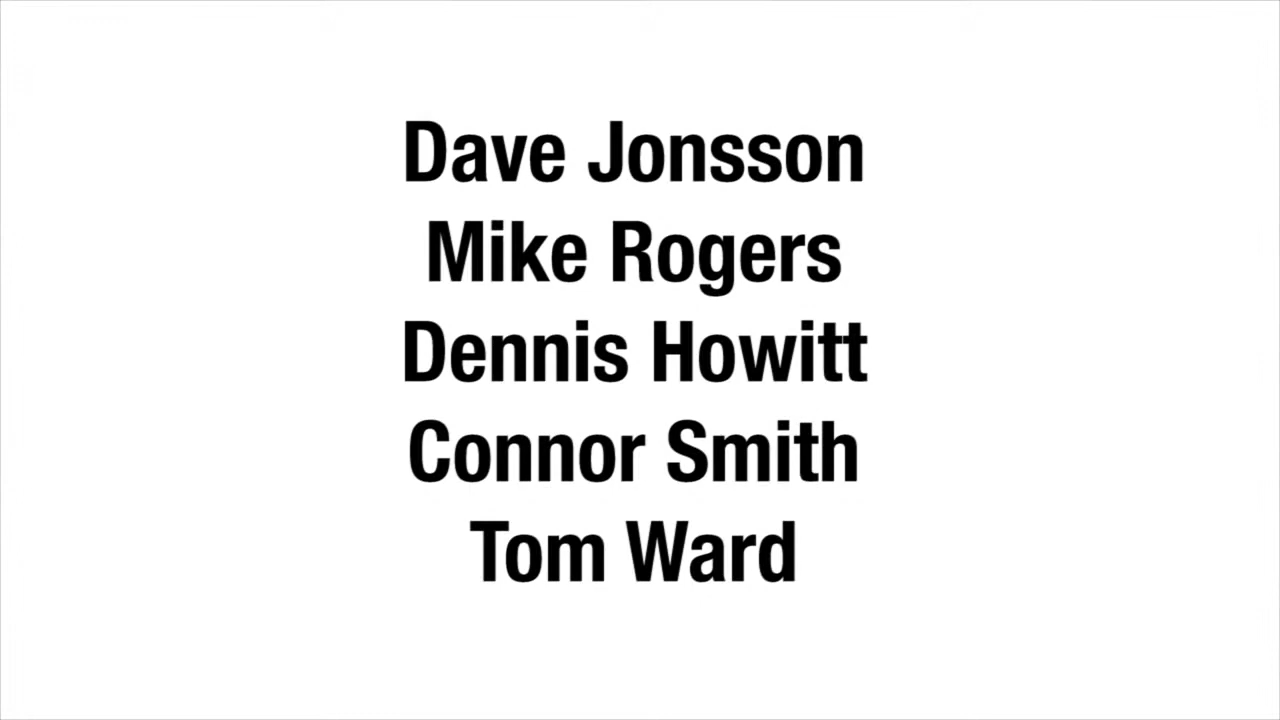 Dave Jonsson
Mike Rogers
Dennis Howitt
Connor Smith
Tom Ward